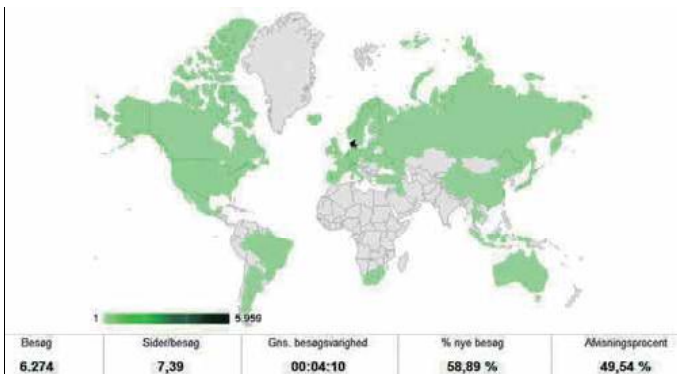 1 5.959
Besøg Sider/besøg Gns. besøgsvarighed % nye besøg Afvisningsprocent
6.274 7,39 00:04:10 58,89 % 49,54 %